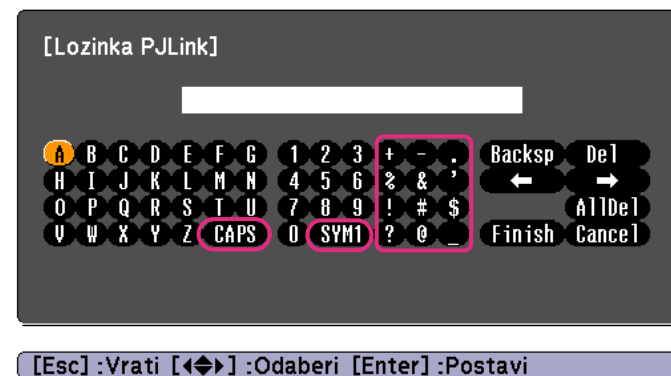 [Lozinka PJLink]
A B C D E F G 1 2 3 + - . Backsp Del
H I J K L M N 4 5 6 % & ' ← →
O P Q R S T U 7 8 9 ! # $ AllDel
V W X Y Z CAPS 0 SYM1 ? @ _ Finish Cancel
[Esc] :Vrati [◀◆▶] :Odaberi [Enter] :Postavi